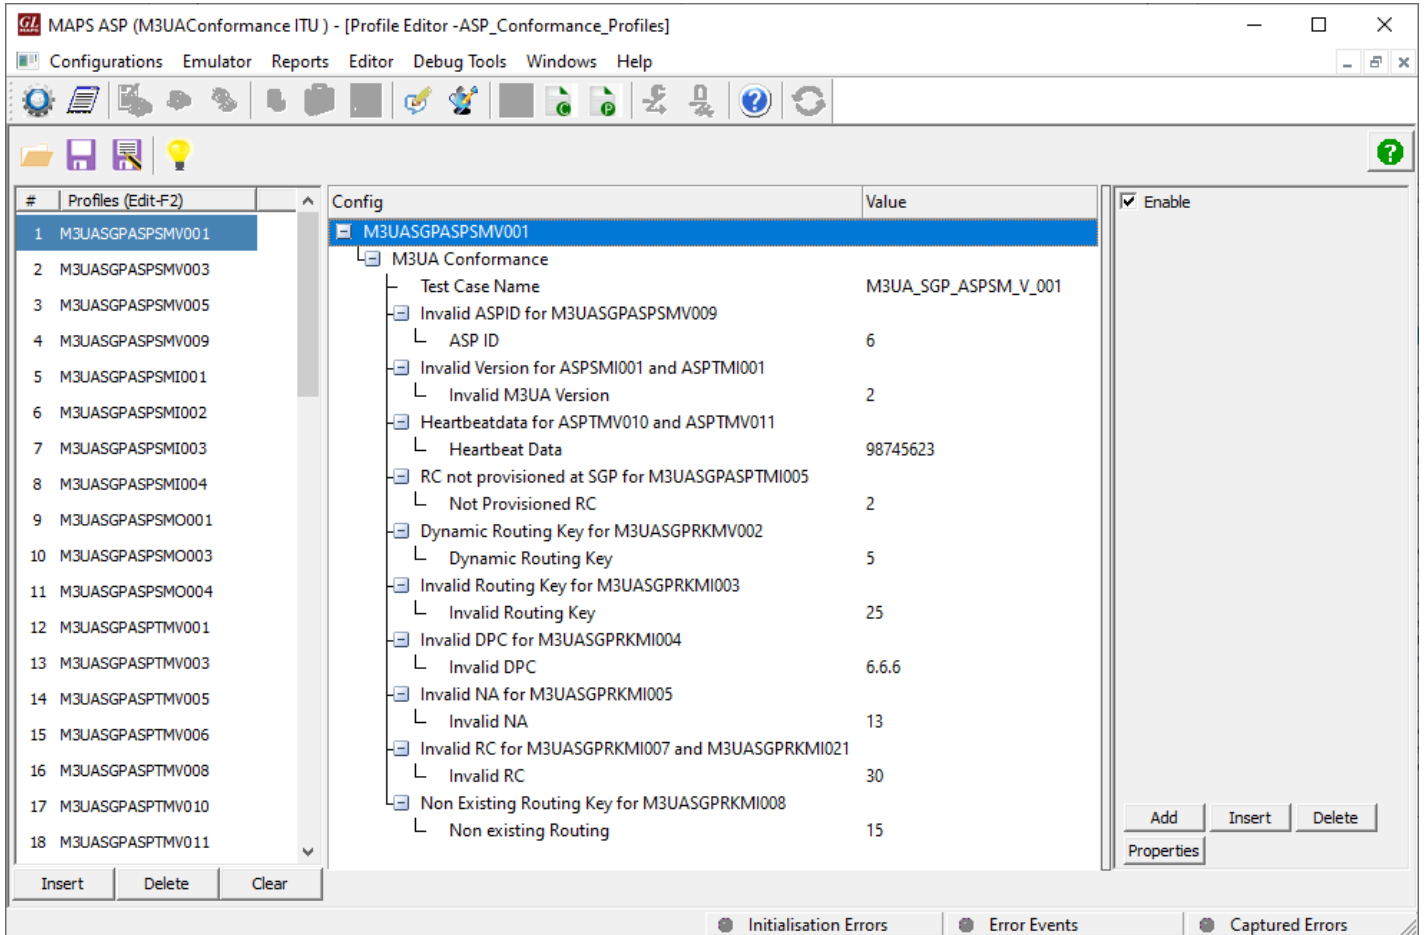 GL MAPS MAPS ASP (M3UAConformance ITU ) - [Profile Editor -ASP_Conformance_Profiles]
Configurations Emulator Reports Editor Debug Tools Windows Help
# Profiles (Edit-F2)
1 M3UASGPASPSMV001
2 M3UASGPASPSMV003
3 M3UASGPASPSMV005
4 M3UASGPASPSMV009
5 M3UASGPASPSMI001
6 M3UASGPASPSMI002
7 M3UASGPASPSMI003
8 M3UASGPASPSMI004
9 M3UASGPASPSMO001
10 M3UASGPASPSMO003
11 M3UASGPASPSMO004
12 M3UASGPASPTMV001
13 M3UASGPASPTMV003
14 M3UASGPASPTMV005
15 M3UASGPASPTMV006
16 M3UASGPASPTMV008
17 M3UASGPASPTMV010
18 M3UASGPASPTMV011
Insert Delete Clear
Config Value
M3UASGPASPSMV001
M3UA Conformance
Test Case Name M3UA_SGP_ASPSM_V_001
Invalid ASPID for M3UASGPASPSMV009
ASP ID 6
Invalid Version for ASPSMI001 and ASPTMI001
Invalid M3UA Version 2
Heartbeatdata for ASPTMV010 and ASPTMV011
Heartbeat Data 98745623
RC not provisioned at SGP for M3UASGPASPTMI005
Not Provisioned RC 2
Dynamic Routing Key for M3UASGPRKMV002
Dynamic Routing Key 5
Invalid Routing Key for M3UASGPRKMI003
Invalid Routing Key 25
Invalid DPC for M3UASGPRKMI004
Invalid DPC 6.6.6
Invalid NA for M3UASGPRKMI005
Invalid NA 13
Invalid RC for M3UASGPRKMI007 and M3UASGPRKMI021
Invalid RC 30
Non Existing Routing Key for M3UASGPRKMI008
Non existing Routing 15
Enable
Add Insert Delete
Properties
Initialisation Errors Error Events Captured Errors